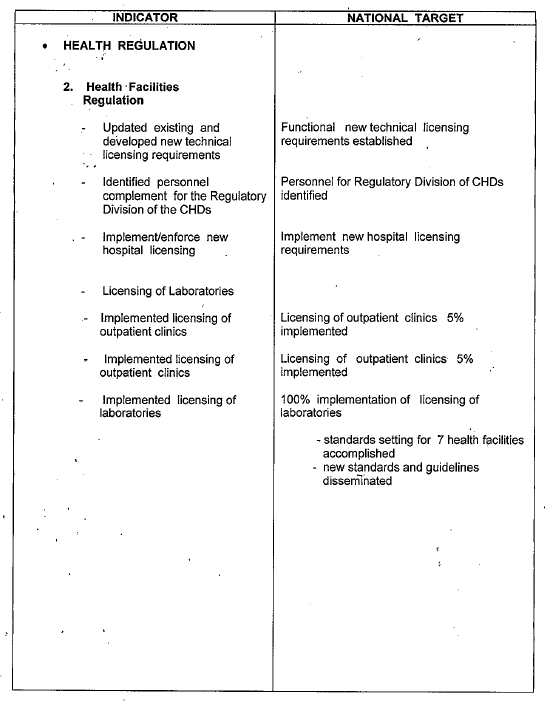 INDICATOR
NATIONAL TARGET
• HEALTH REGULATION
2. Health Facilities
Regulation
- Updated existing and
developed new technical
licensing requirements
Functional new technical licensing
requirements established
- Identified personnel
complement for the Regulatory
Division of the CHDs
Personnel for Regulatory Division of CHDs
identified
- Implement/enforce new
hospital licensing
Implement new hospital licensing
requirements
- Licensing of Laboratories
- Implemented licensing of
outpatient clinics
Licensing of outpatient clinics 5%
implemented
- Implemented licensing of
outpatient clinics
Licensing of outpatient clinics 5%
implemented
- Implemented licensing of
laboratories
100% implementation of licensing of
laboratories
- standards setting for 7 health facilities
accomplished
- new standards and guidelines
disseminated